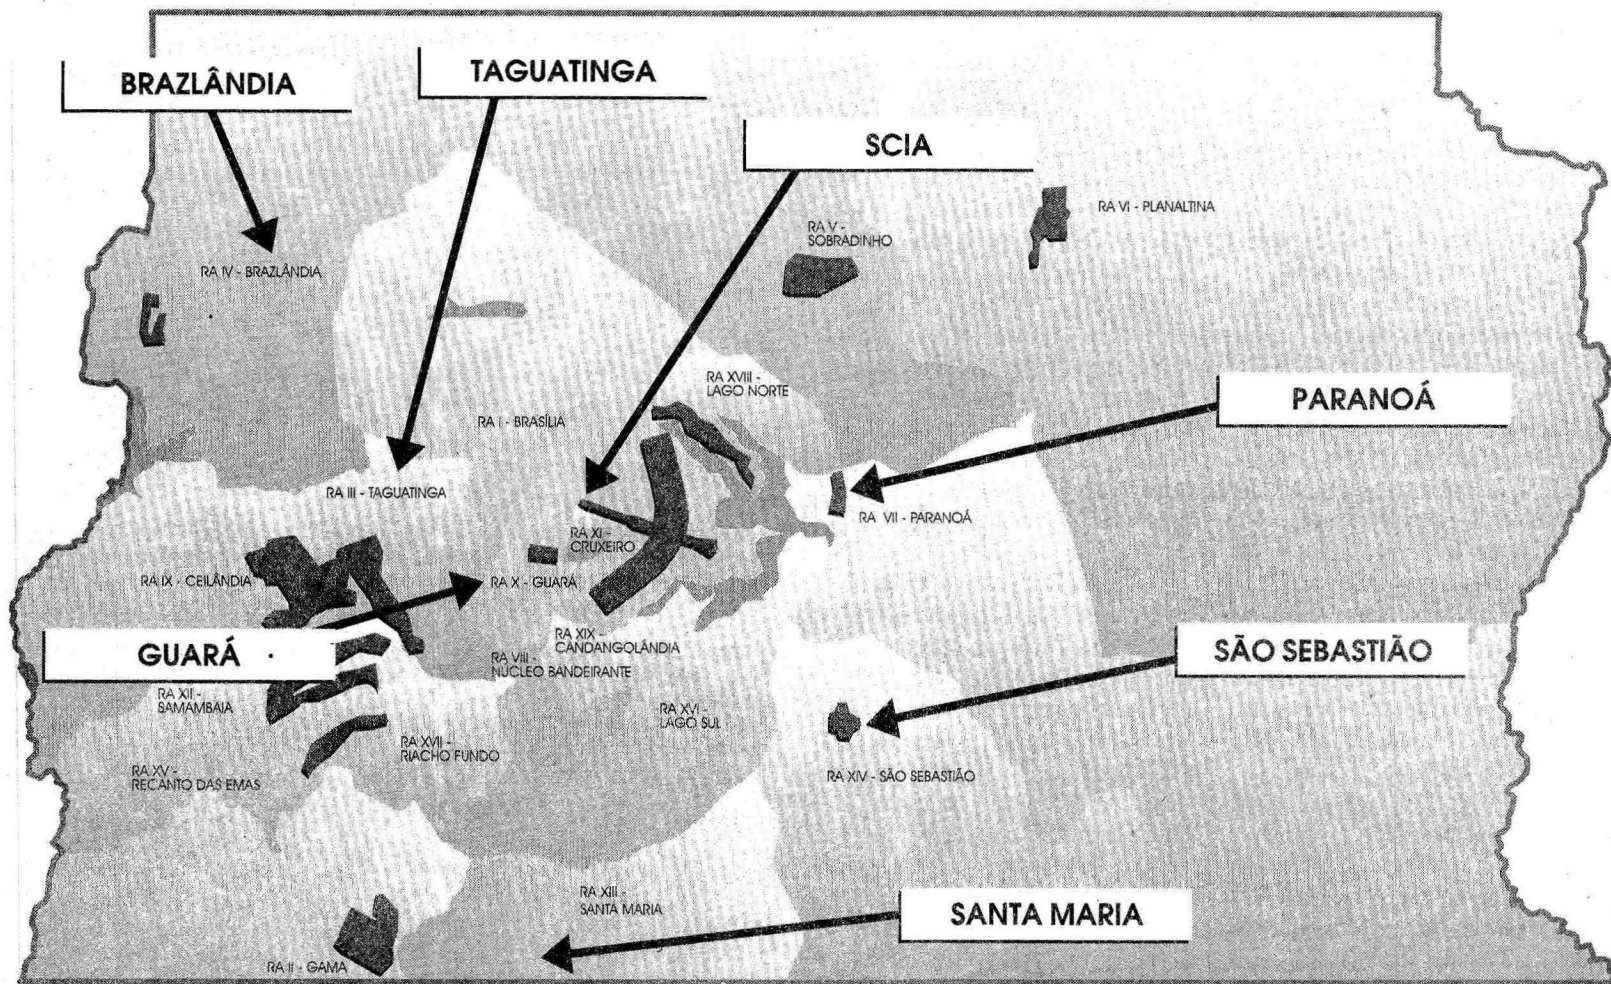 BRAZLÂNDIA
TAGUATINGA
SCIA
RA VI - PLANALTINA
RA V -
SOBRADINHO
RA IV - BRAZLÂNDIA
RA XVIII -
LAGO NORTE
PARANOÁ
RA I - BRASÍLIA
RA III - TAGUATINGA
RA VII - PARANOÁ
RA XI -
CRUXEIRO
RA IX - CEILÂNDIA
RA X - GUARÁ
GUARÁ
RA XIX -
CANDANGOLÂNDIA
RA VIII -
NÚCLEO BANDEIRANTE
SÃO SEBASTIÃO
RA XII -
SAMAMBAIA
RA XVI -
LAGO SUL
RA XVII -
RIACHO FUNDO
RA XV -
RECANTO DAS EMAS
RA XIV - SÃO SEBASTIÃO
RA XIII -
SANTA MARIA
SANTA MARIA
RA II - GAMA